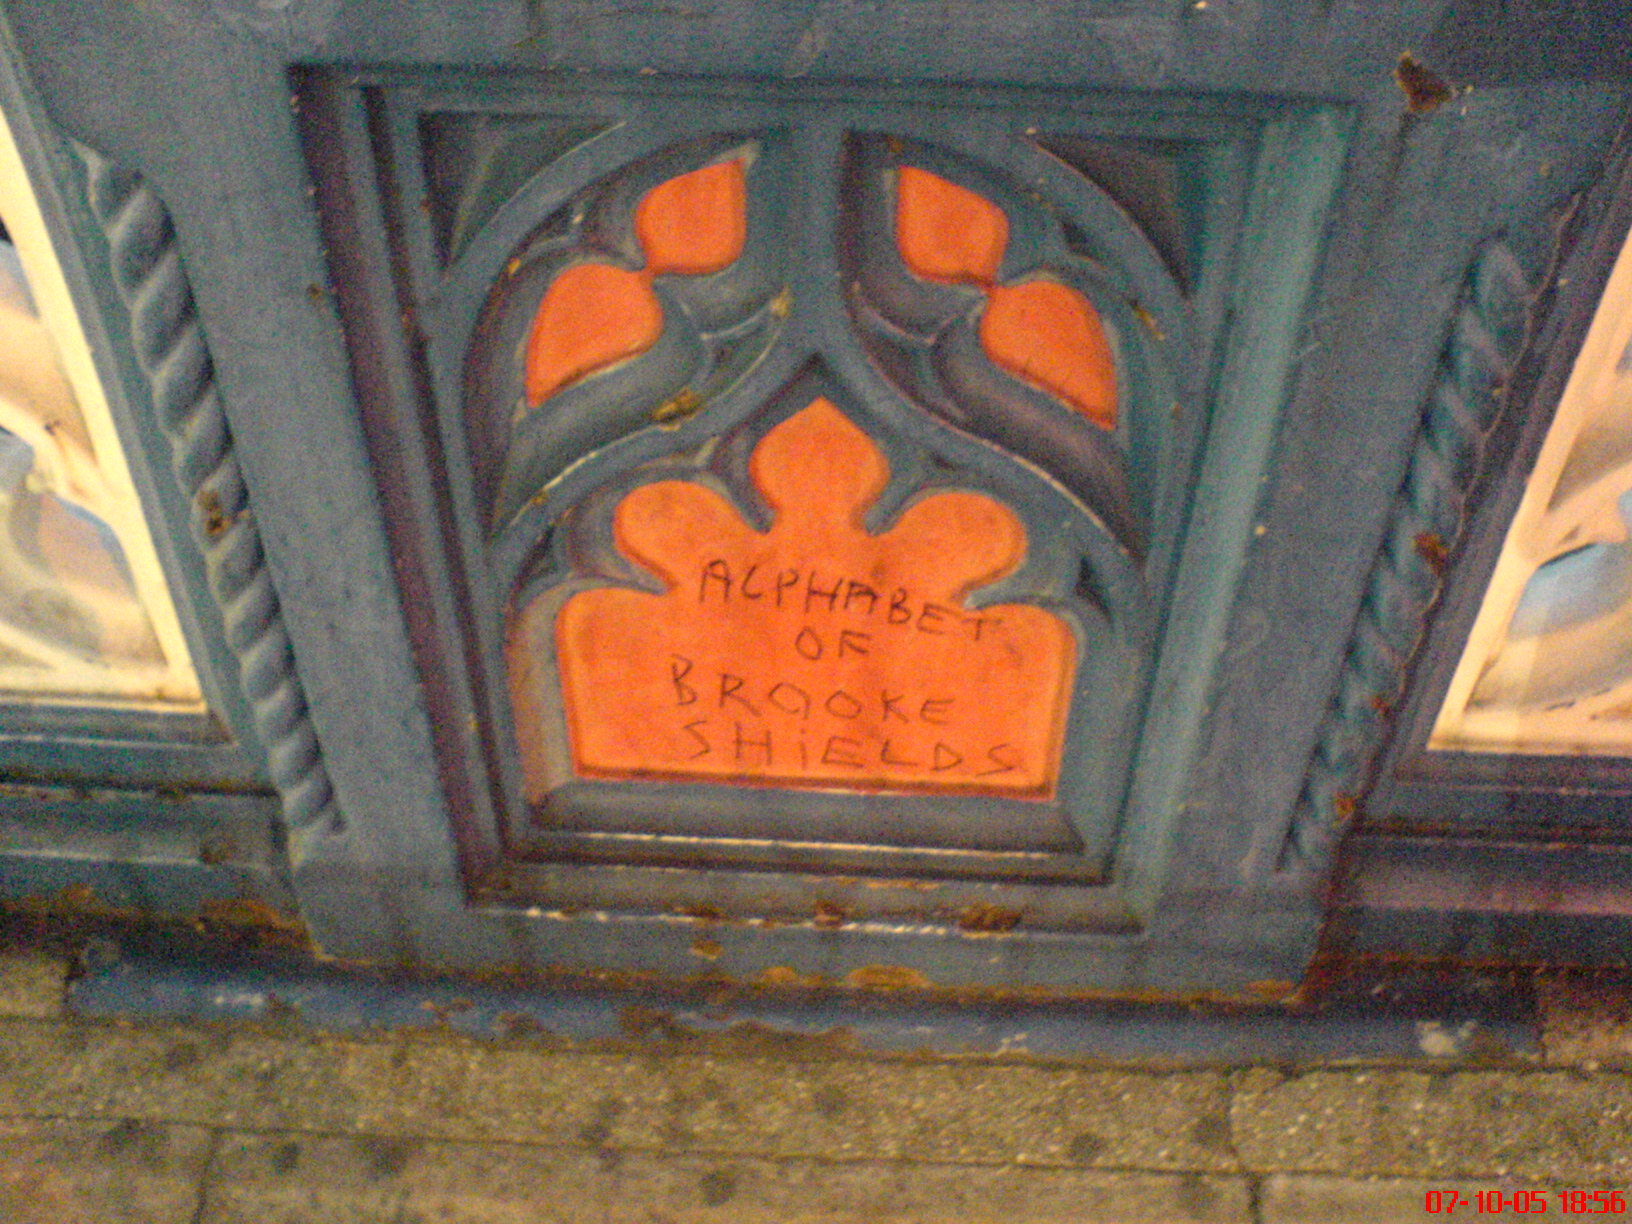 ALPHABET
OF
BROOKE
SHiELDS
07-10-05 18:56